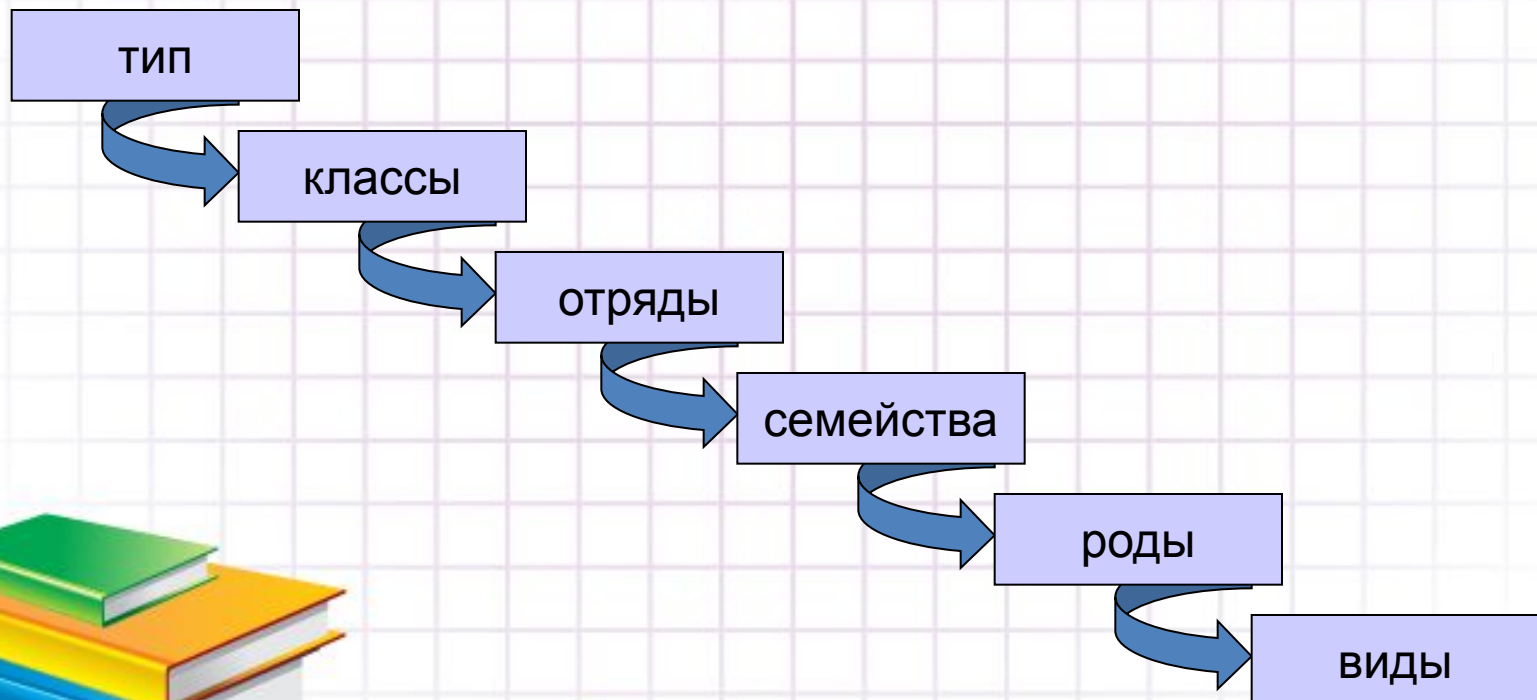 тип
классы
отряды
семейства
роды
виды